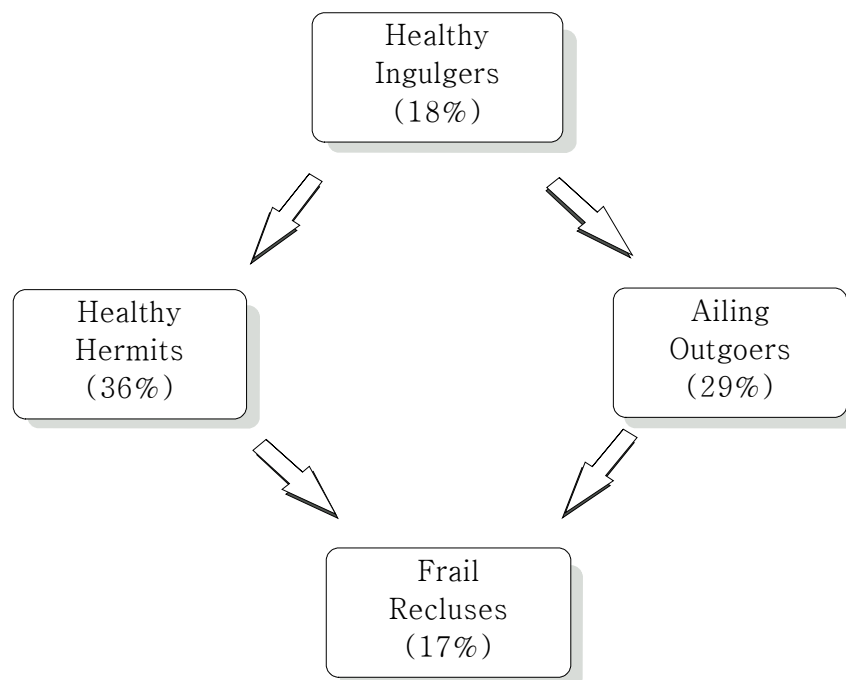 Healthy
Ingulgers
(18%)
Healthy
Hermits
(36%)
Ailing
Outgoers
(29%)
Frail
Recluses
(17%)